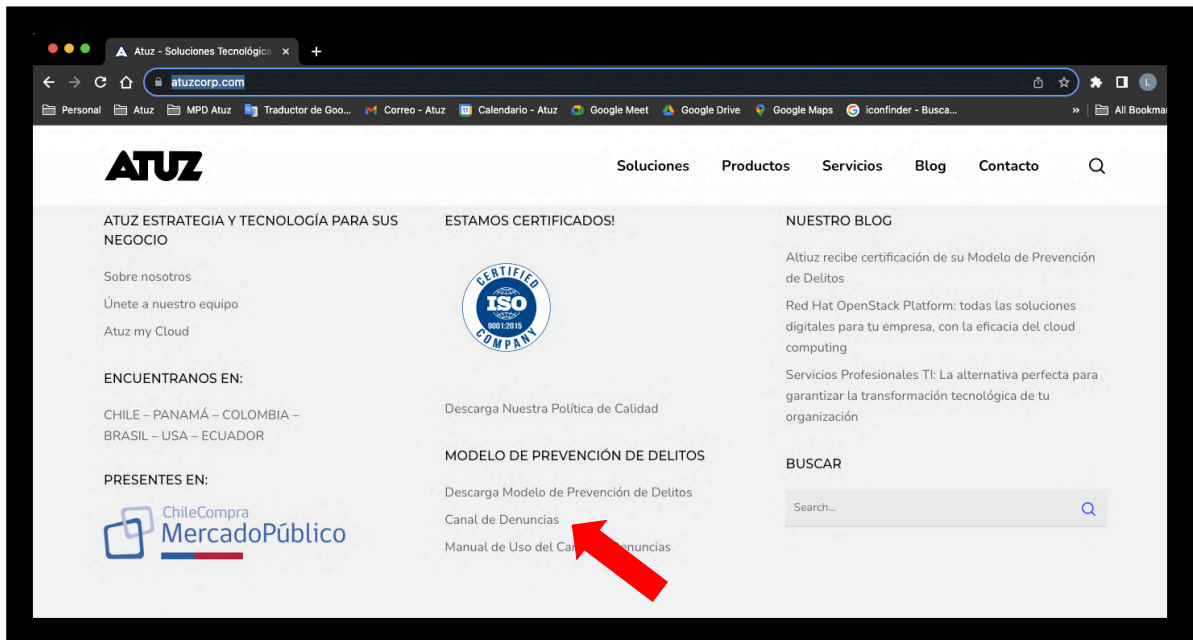 Atuz - Soluciones Tecnológica
atuzcorp.com
L
Personal
Atuz
MPD Atuz
Traductor de Goo...
Correo - Atuz
Calendario - Atuz
Google Meet
Google Drive
Google Maps
iconfinder - Busca...
»
All Bookmar
ATUZ
Soluciones
Productos
Servicios
Blog
Contacto
ATUZ ESTRATEGIA Y TECNOLOGÍA PARA SUS
NEGOCIO
Sobre nosotros
Únete a nuestro equipo
Atuz my Cloud
ENCUENTRANOS EN:
CHILE – PANAMÁ – COLOMBIA –
BRASIL – USA – ECUADOR
PRESENTES EN:
ChileCompra
MercadoPúblico
ESTAMOS CERTIFICADOS!
CERTIFIED
ISO
9001:2015
COMPANY
Descarga Nuestra Política de Calidad
MODELO DE PREVENCIÓN DE DELITOS
Descarga Modelo de Prevención de Delitos
Canal de Denuncias
Manual de Uso del Ca enuncias
NUESTRO BLOG
Altiuz recibe certificación de su Modelo de Prevención
de Delitos
Red Hat OpenStack Platform: todas las soluciones
digitales para tu empresa, con la eficacia del cloud
computing
Servicios Profesionales TI: La alternativa perfecta para
garantizar la transformación tecnológica de tu
organización
BUSCAR
Search...